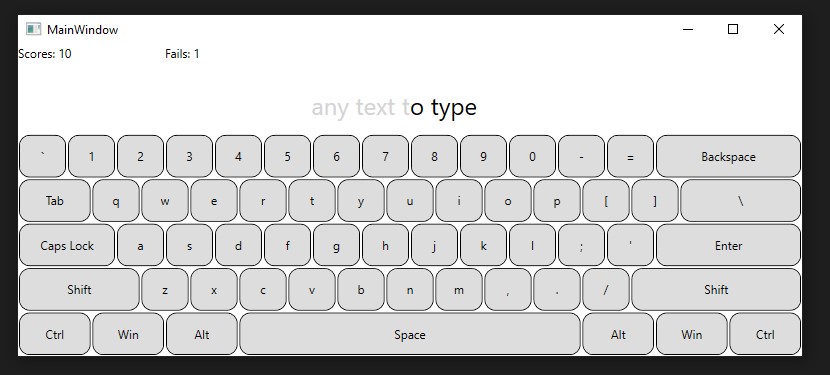 MainWindow
Scores: 10 Fails: 1
any text to type
` 1 2 3 4 5 6 7 8 9 0 - = Backspace
Tab q w e r t y u i o p [ ] \
Caps Lock a s d f g h j k l ; ' Enter
Shift z x c v b n m , . / Shift
Ctrl Win Alt Space Alt Win Ctrl